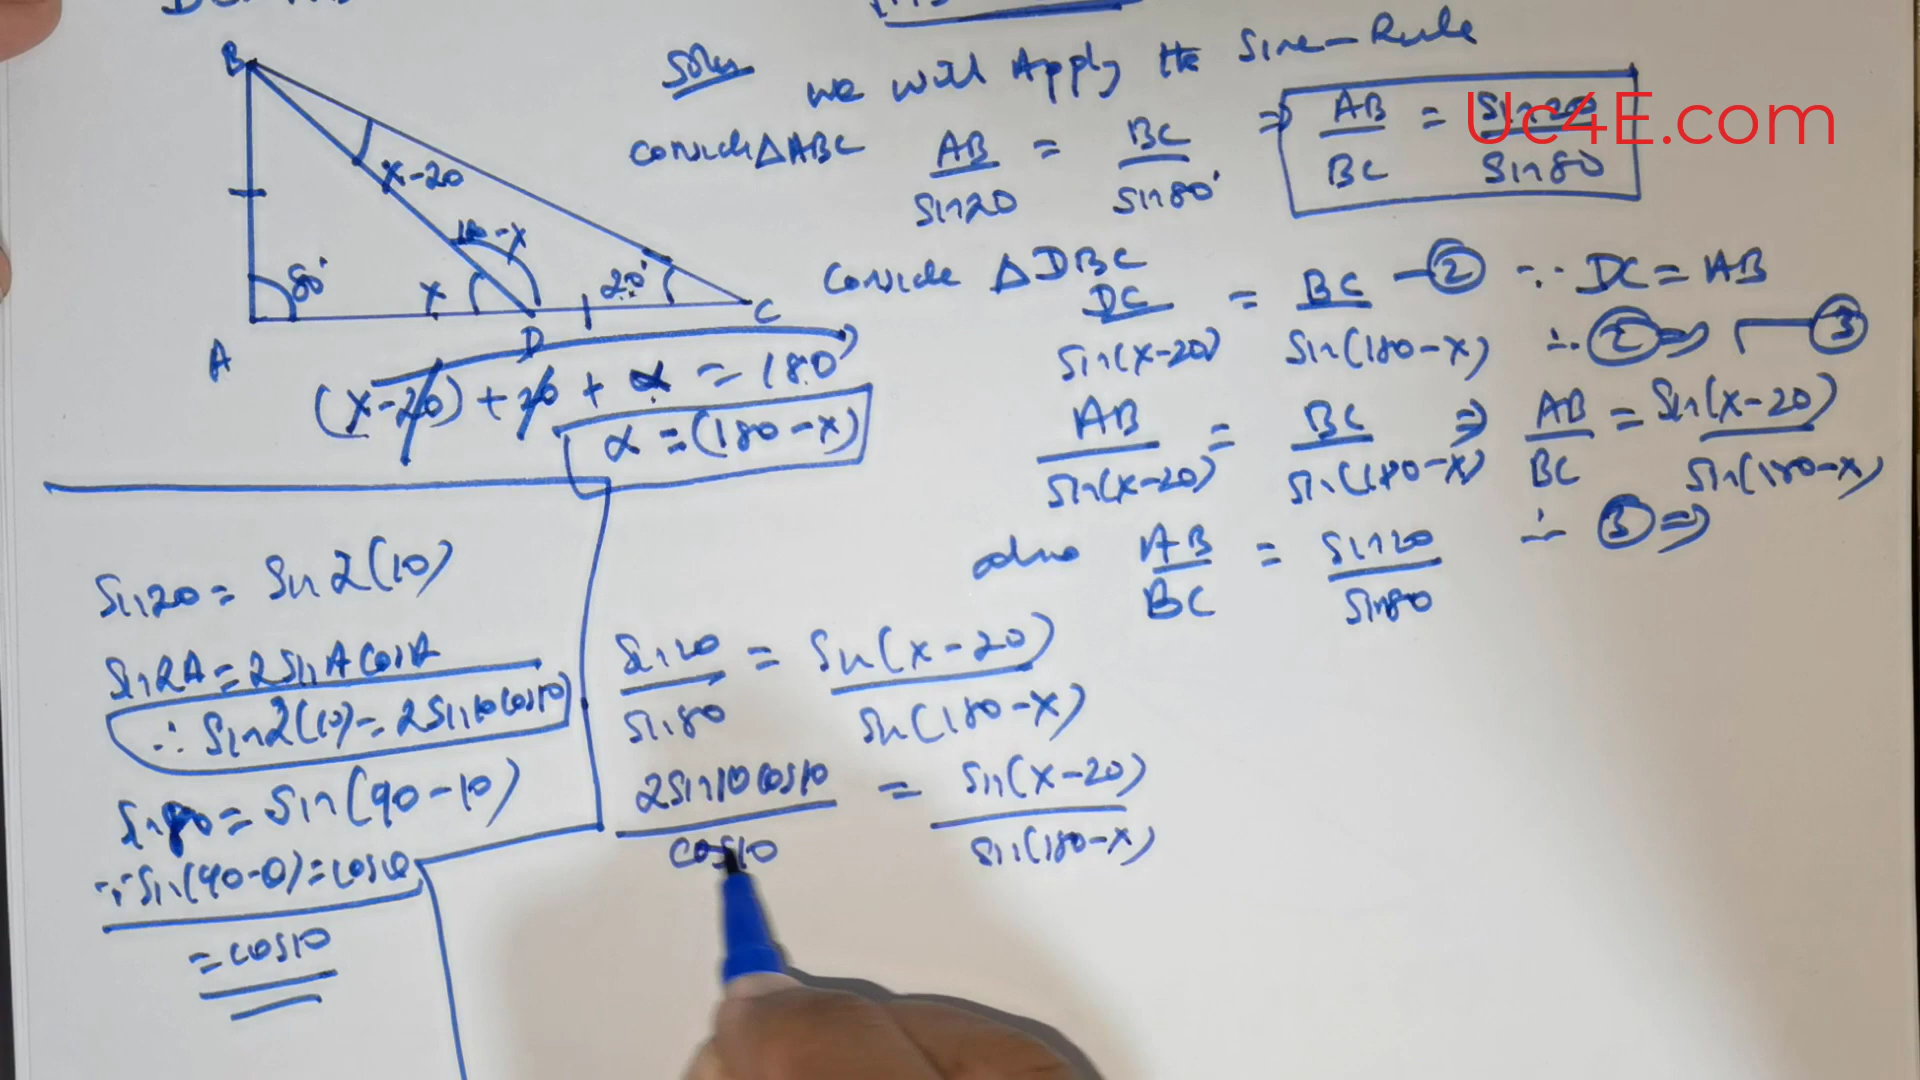 Soln
we will Apply the Sine-Rule
Uc4E.com
Conside ΔABC AB/Sin20 = BC/Sin80° ⇒ AB/BC = Sin20/Sin80
B
x-20
180-x
80°
x
20°
A
D
C
Conside ΔDBC
DC/Sin(x-20) = BC/Sin(180-x) -② ∵ DC = AB
∴ ② ⇒ ③
(x-20) + 20 + α = 180°
α = (180-x)
AB/Sin(x-20) = BC/Sin(180-x) ⇒ AB/BC = Sin(x-20)/Sin(180-x)
also AB/BC = Sin20/Sin80 ∴ ③ ⇒
Sin20 = Sin2(10)
Sin2A = 2SinACosA
∴ Sin2(10) = 2Sin10Cos10
Sin80 = Sin(90-10)
∵ Sin(90-θ) = Cosθ
= Cos10
Sin20/Sin80 = Sin(x-20)/Sin(180-x)
2Sin10Cos10/Cos10 = Sin(x-20)/Sin(180-x)